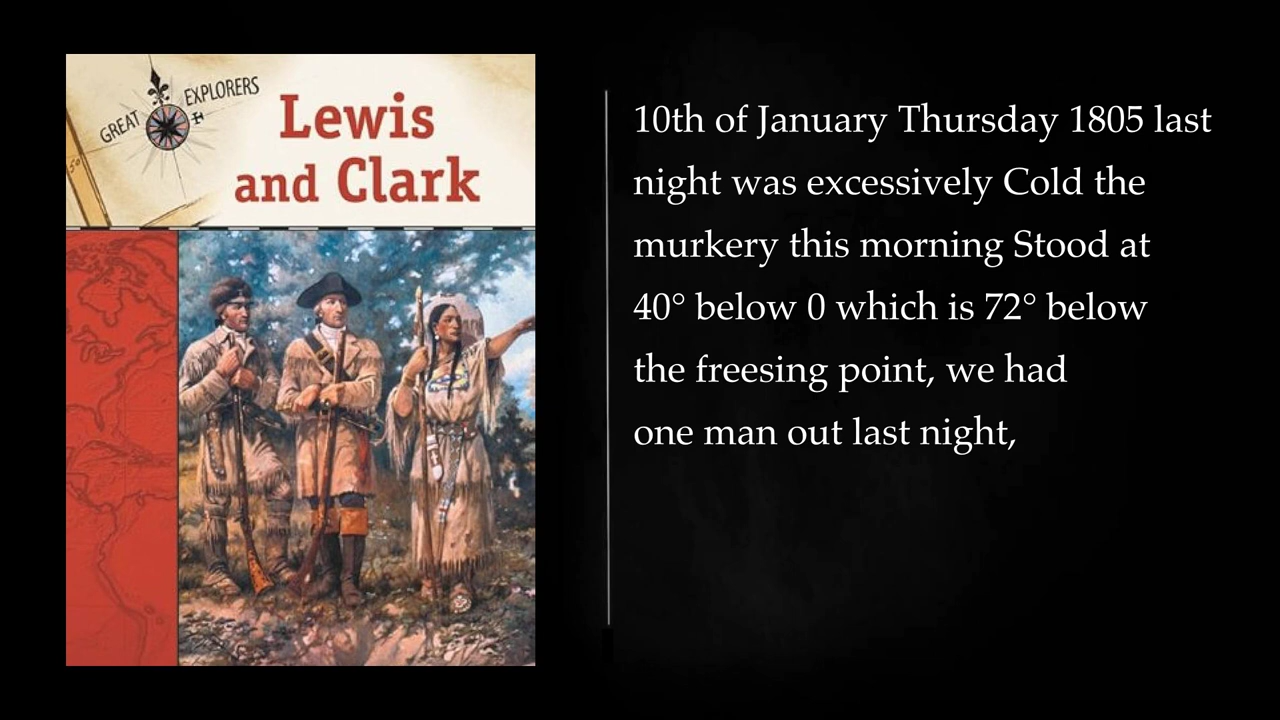 GREAT EXPLORERS
Lewis
and Clark
50
10th of January Thursday 1805 last
night was excessively Cold the
murkery this morning Stood at
40° below 0 which is 72° below
the freesing point, we had
one man out last night,